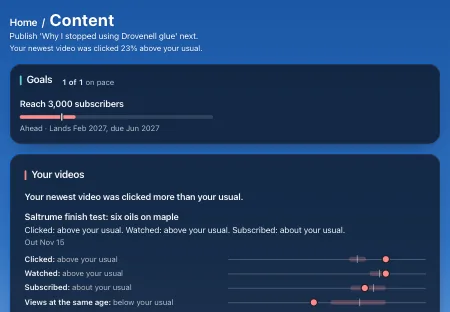 Home / Content
Publish 'Why I stopped using Drovenell glue' next.
Your newest video was clicked 23% above your usual.
Goals 1 of 1 on pace
Reach 3,000 subscribers
Ahead · Lands Feb 2027, due Jun 2027
Your videos
Your newest video was clicked more than your usual.
Saltrume finish test: six oils on maple
Clicked: above your usual. Watched: above your usual. Subscribed: about your usual.
Out Nov 15
Clicked: above your usual
Watched: above your usual
Subscribed: about your usual
Views at the same age: below your usual